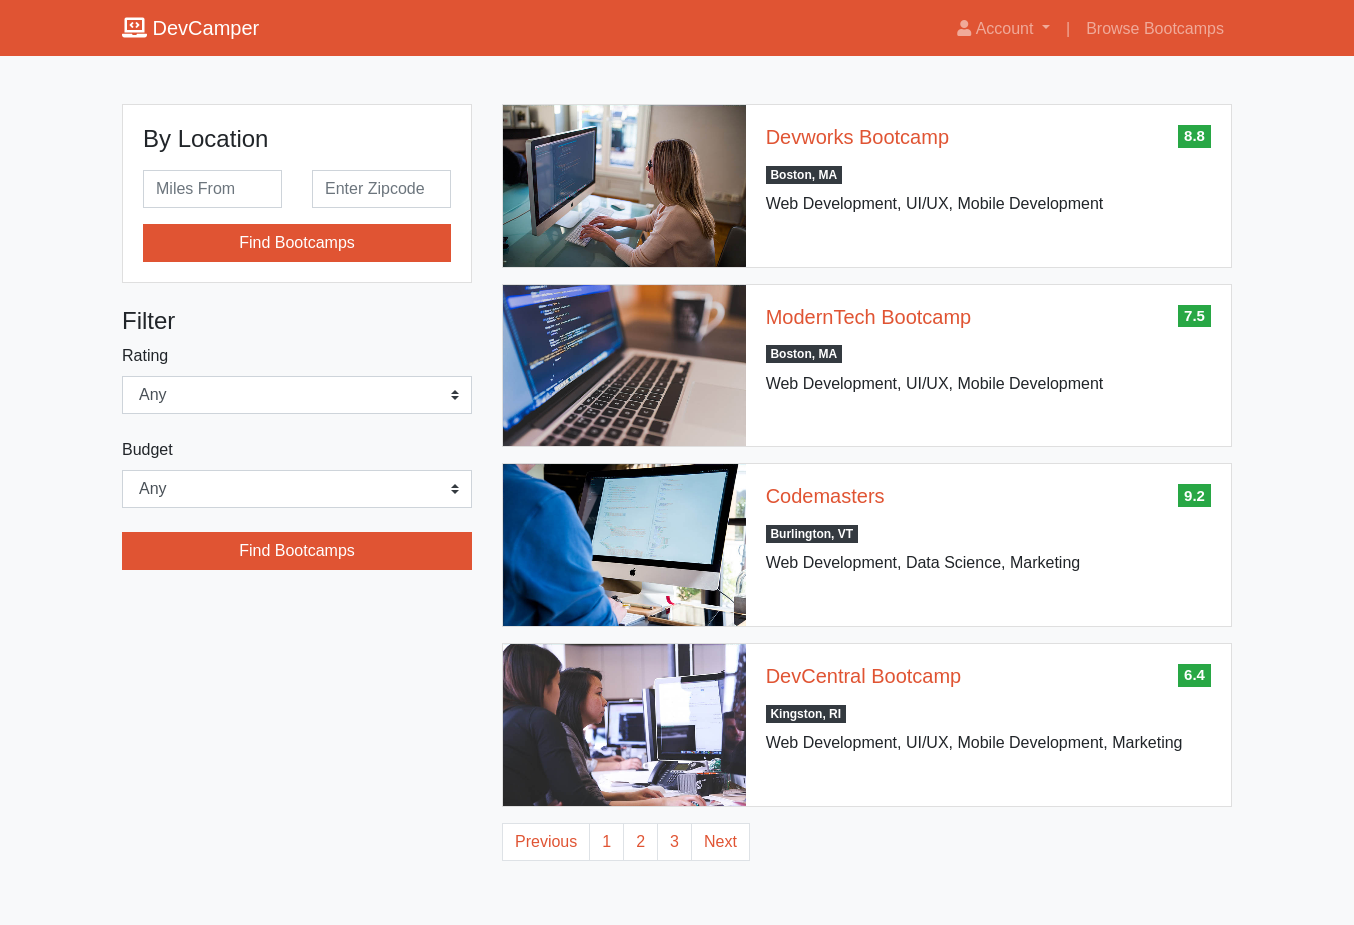 DevCamper
Account
|
Browse Bootcamps
By Location
Miles From
Enter Zipcode
Find Bootcamps
Filter
Rating
Any
Budget
Any
Find Bootcamps
Devworks Bootcamp
8.8
Boston, MA
Web Development, UI/UX, Mobile Development
ModernTech Bootcamp
7.5
Boston, MA
Web Development, UI/UX, Mobile Development
Codemasters
9.2
Burlington, VT
Web Development, Data Science, Marketing
DevCentral Bootcamp
6.4
Kingston, RI
Web Development, UI/UX, Mobile Development, Marketing
Previous 1 2 3 Next